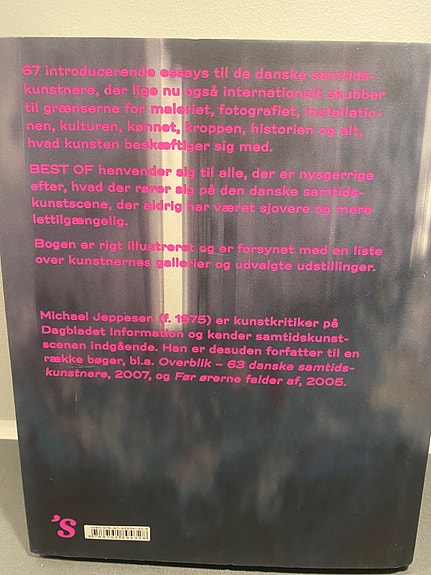 67 introducerende essays til de danske samtids-
kunstnere, der lige nu også internationelt skubber
til grænserne for maleriet, fotografiet, installatio-
nen, kulturen, kønnet, kroppen, historien og alt,
hvad kunsten beskæftiger sig med.
BEST OF henvender sig til alle, der er nysgerrige
efter, hvad der rører sig på den danske samtids-
kunstscene, der aldrig har været sjovere og mere
lettilgængelig.
Bogen er rigt illustreret og er forsynet med en liste
over kunstnernes gallerier og udvalgte udstillinger.
Michael Jeppesen (f. 1975) er kunstkritiker på
Dagbladet Information og kender samtidskunst-
scenen indgående. Han er desuden forfatter til en
række bøger, bl.a. Overblik – 63 danske samtids-
kunstnere, 2007, og Før ørerne falder af, 2005.
'S